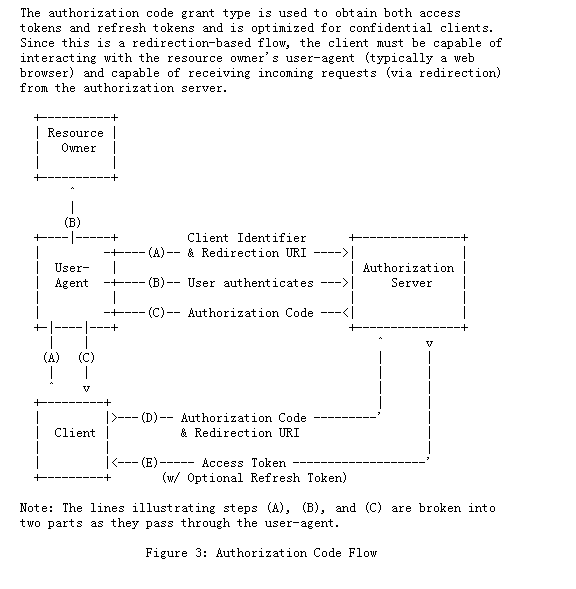 The authorization code grant type is used to obtain both access
tokens and refresh tokens and is optimized for confidential clients.
Since this is a redirection-based flow, the client must be capable of
interacting with the resource owner's user-agent (typically a web
browser) and capable of receiving incoming requests (via redirection)
from the authorization server.
Resource
Owner
(B)
Client Identifier
(A) & Redirection URI
User-
Agent
Authorization
Server
(B) User authenticates
(C) Authorization Code
(A) (C)
(D) Authorization Code
Client
& Redirection URI
(E) Access Token
(w/ Optional Refresh Token)
Note: The lines illustrating steps (A), (B), and (C) are broken into
two parts as they pass through the user-agent.
Figure 3: Authorization Code Flow